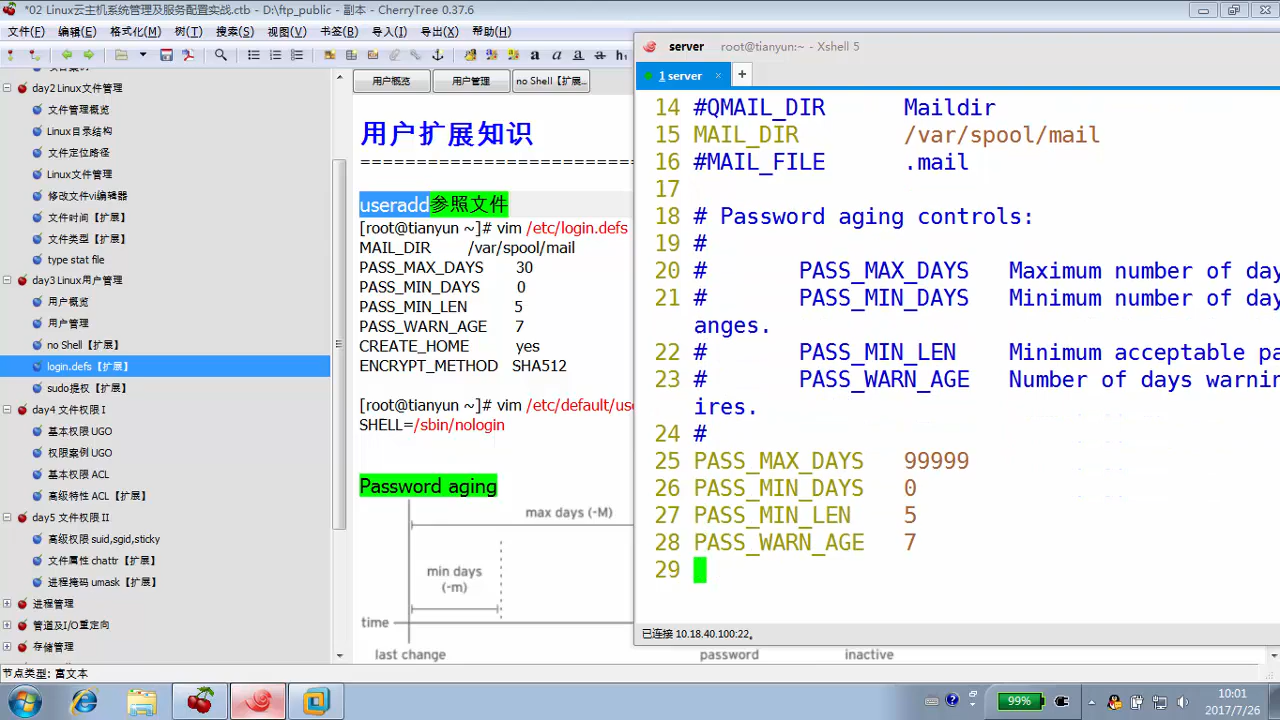 *02 Linux云主机系统管理及服务配置实战.ctb - D:\ftp_public - 副本 - CherryTree 0.37.6
文件(F) 编辑(E) 格式化(M) 树(T) 搜索(S) 视图(V) 书签(B) 导入(I) 导出(X) 帮助(H)
day2 Linux文件管理
文件管理概览
Linux目录结构
文件定位路径
Linux文件管理
修改文件vi编辑器
文件时间【扩展】
文件类型【扩展】
type stat file
day3 Linux用户管理
用户概览
用户管理
no Shell【扩展】
login.defs【扩展】
sudo提权【扩展】
day4 文件权限 I
基本权限 UGO
权限案例 UGO
基本权限 ACL
高级特性 ACL【扩展】
day5 文件权限 II
高级权限 suid,sgid,sticky
文件属性 chattr【扩展】
进程掩码 umask【扩展】
进程管理
管道及I/O重定向
存储管理
节点类型: 富文本
用户概览 用户管理 no Shell【扩展...
用户扩展知识
==========================
useradd参照文件
[root@tianyun ~]# vim /etc/login.defs
MAIL_DIR /var/spool/mail
PASS_MAX_DAYS 30
PASS_MIN_DAYS 0
PASS_MIN_LEN 5
PASS_WARN_AGE 7
CREATE_HOME yes
ENCRYPT_METHOD SHA512
[root@tianyun ~]# vim /etc/default/use
SHELL=/sbin/nologin
Password aging
max days (-M)
min days
(-m)
time
last change password inactive
server root@tianyun:~ - Xshell 5
1 server × +
14 #QMAIL_DIR Maildir
15 MAIL_DIR /var/spool/mail
16 #MAIL_FILE .mail
17
18 # Password aging controls:
19 #
20 # PASS_MAX_DAYS Maximum number of day
21 # PASS_MIN_DAYS Minimum number of day
anges.
22 # PASS_MIN_LEN Minimum acceptable pa
23 # PASS_WARN_AGE Number of days warnin
ires.
24 #
25 PASS_MAX_DAYS 99999
26 PASS_MIN_DAYS 0
27 PASS_MIN_LEN 5
28 PASS_WARN_AGE 7
29
已连接 10.18.40.100:22。
99%
10:01
2017/7/26